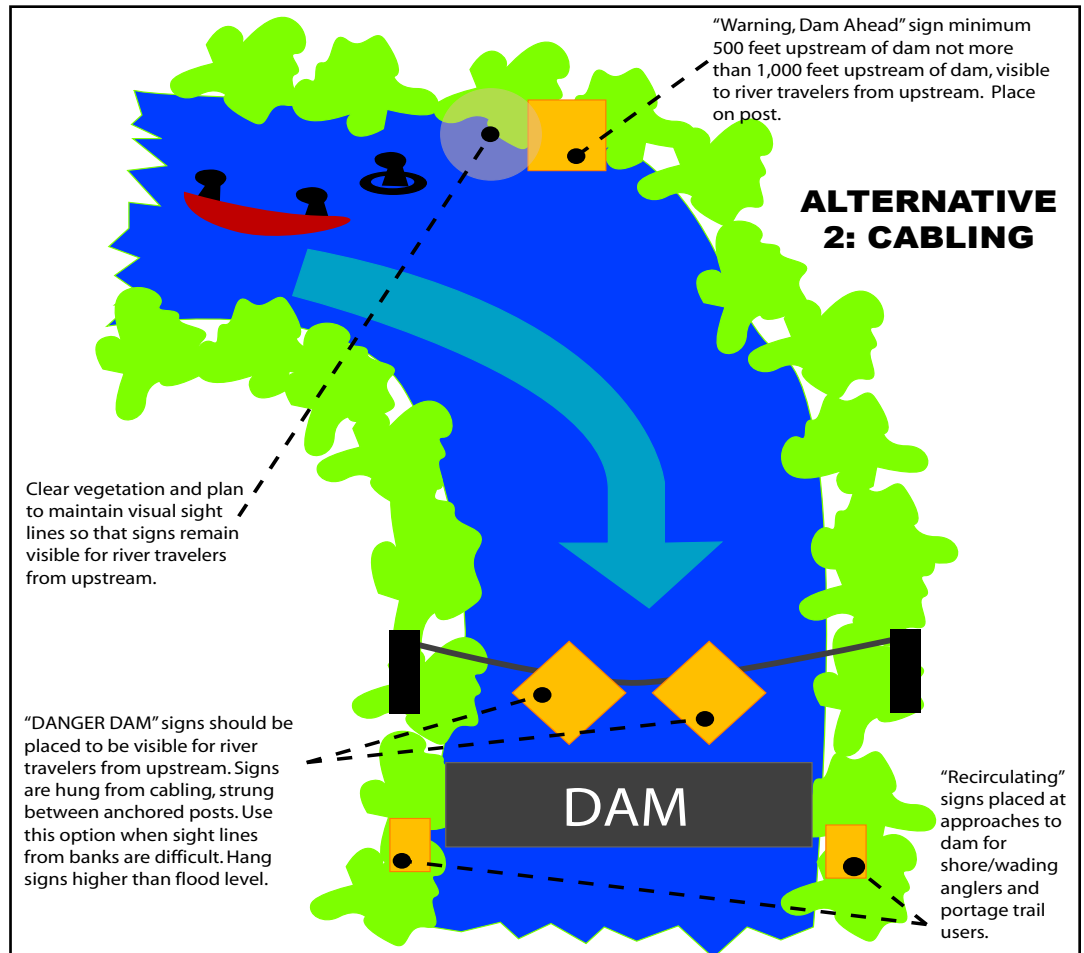 “Warning, Dam Ahead” sign minimum
500 feet upstream of dam not more
than 1,000 feet upstream of dam, visible
to river travelers from upstream.  Place
on post.
ALTERNATIVE
2: CABLING
Clear vegetation and plan
to maintain visual sight
lines so that signs remain
visible for river travelers
from upstream.
“DANGER DAM” signs should be
placed to be visible for river
travelers from upstream. Signs
are hung from cabling, strung
between anchored posts. Use
this option when sight lines
from banks are difficult. Hang
signs higher than flood level.
DAM
“Recirculating”
signs placed at
approaches to
dam for
shore/wading
anglers and
portage trail
users.